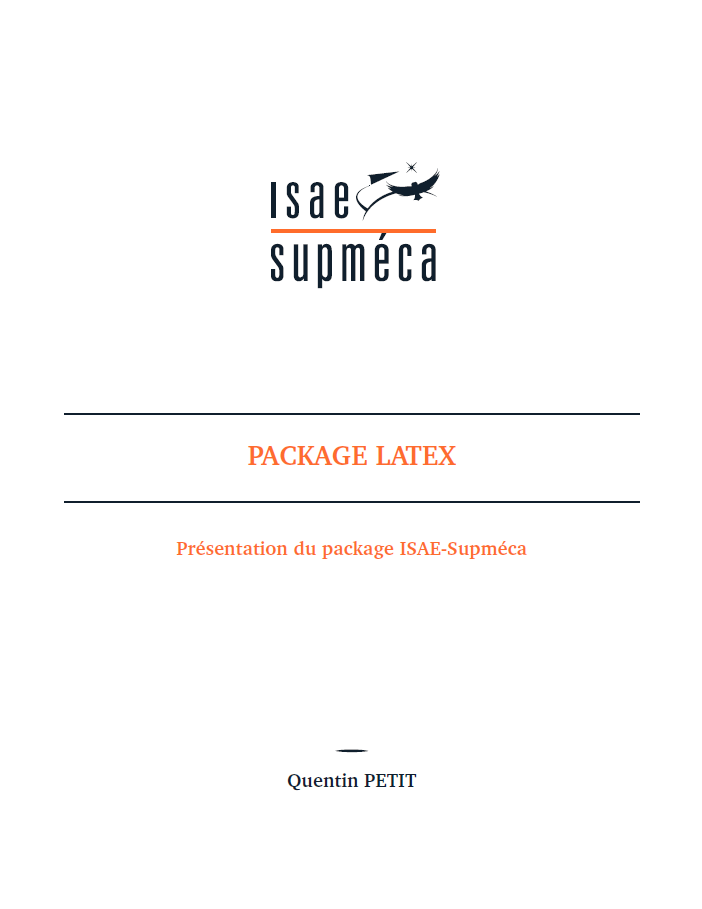 isae
supméca
PACKAGE LATEX
Présentation du package ISAE-Supméca
Quentin PETIT